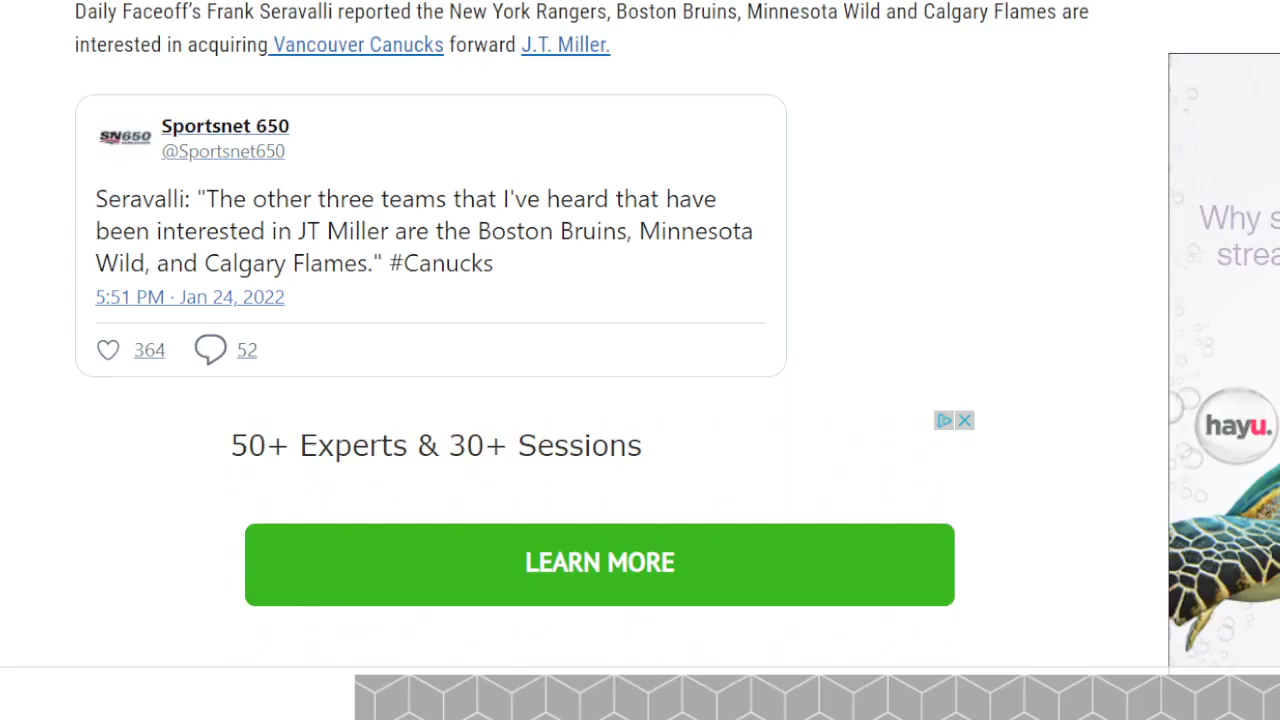 Daily Faceoff's Frank Seravalli reported the New York Rangers, Boston Bruins, Minnesota Wild and Calgary Flames are
interested in acquiring Vancouver Canucks forward J.T. Miller.
SN650
Sportsnet 650
@Sportsnet650
Seravalli: "The other three teams that I've heard that have
been interested in JT Miller are the Boston Bruins, Minnesota
Wild, and Calgary Flames." #Canucks
5:51 PM · Jan 24, 2022
364 52
50+ Experts & 30+ Sessions
LEARN MORE
Why
hayu.